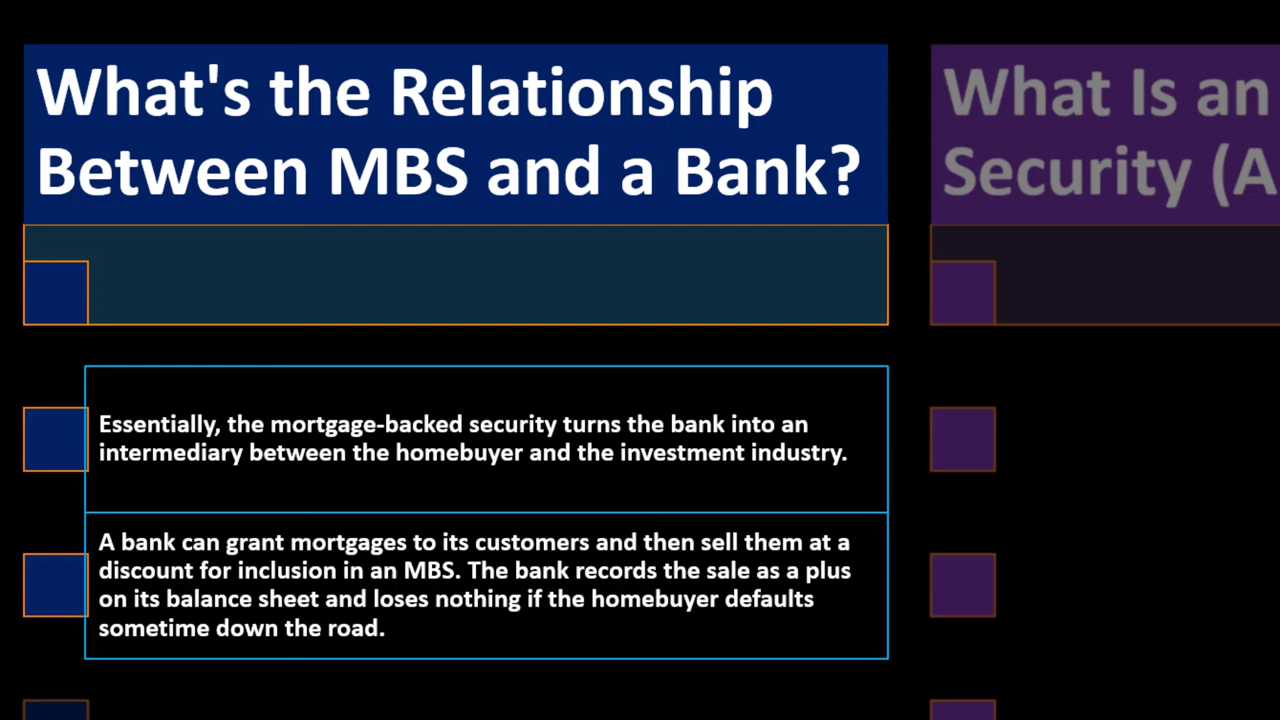 What's the Relationship
Between MBS and a Bank?
What Is an
Security (A
Essentially, the mortgage-backed security turns the bank into an
intermediary between the homebuyer and the investment industry.
A bank can grant mortgages to its customers and then sell them at a
discount for inclusion in an MBS. The bank records the sale as a plus
on its balance sheet and loses nothing if the homebuyer defaults
sometime down the road.